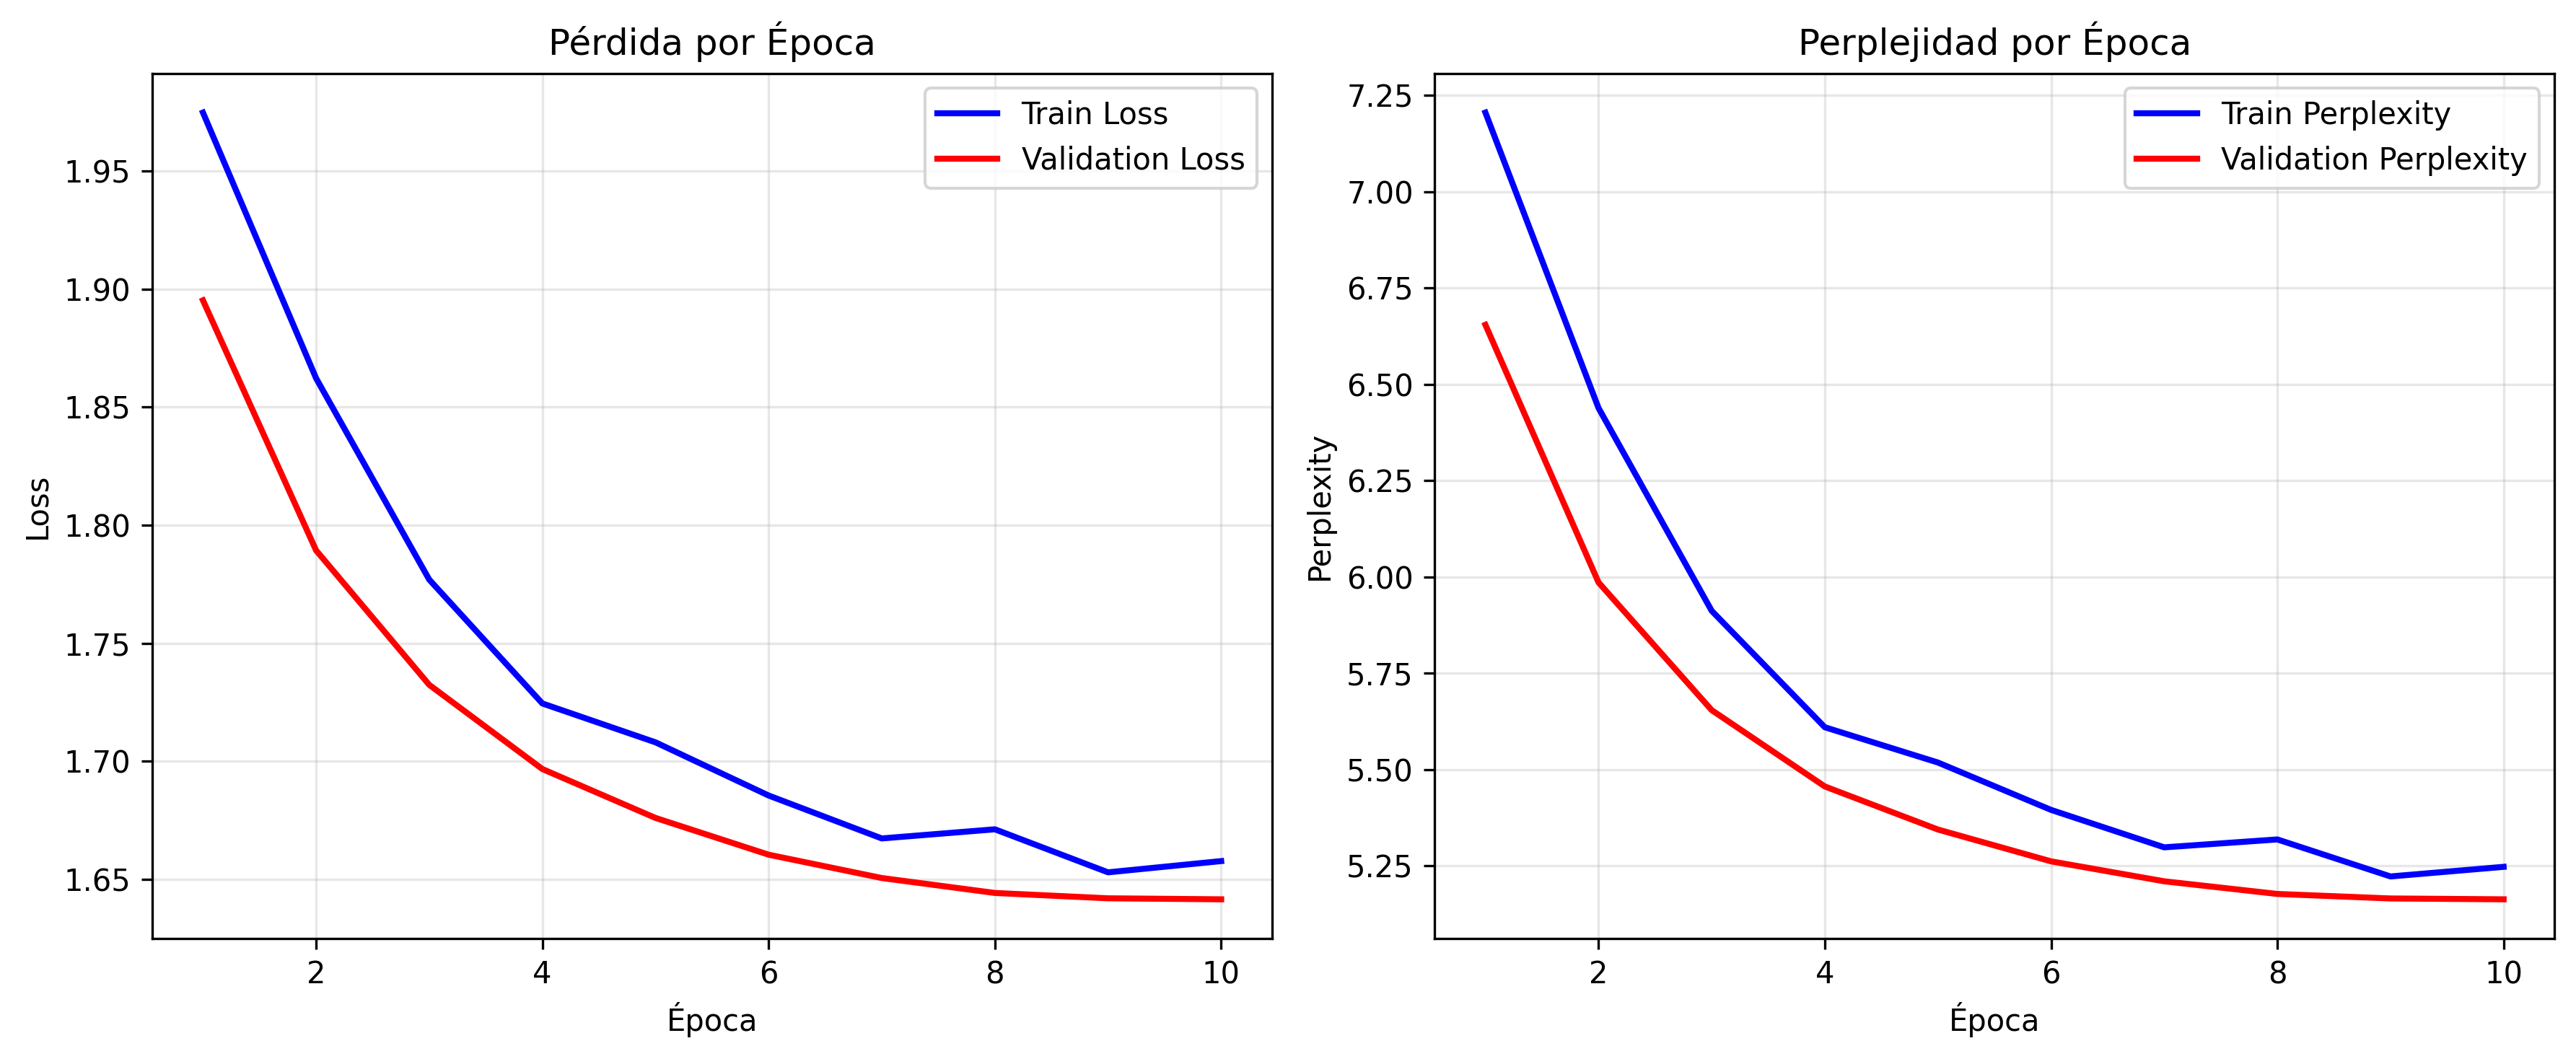 Pérdida por Época
Train Loss
Validation Loss
1.95
1.90
1.85
1.80
1.75
1.70
1.65
Loss
2 4 6 8 10
Época
Perplejidad por Época
Train Perplexity
Validation Perplexity
7.25
7.00
6.75
6.50
6.25
6.00
5.75
5.50
5.25
Perplexity
2 4 6 8 10
Época